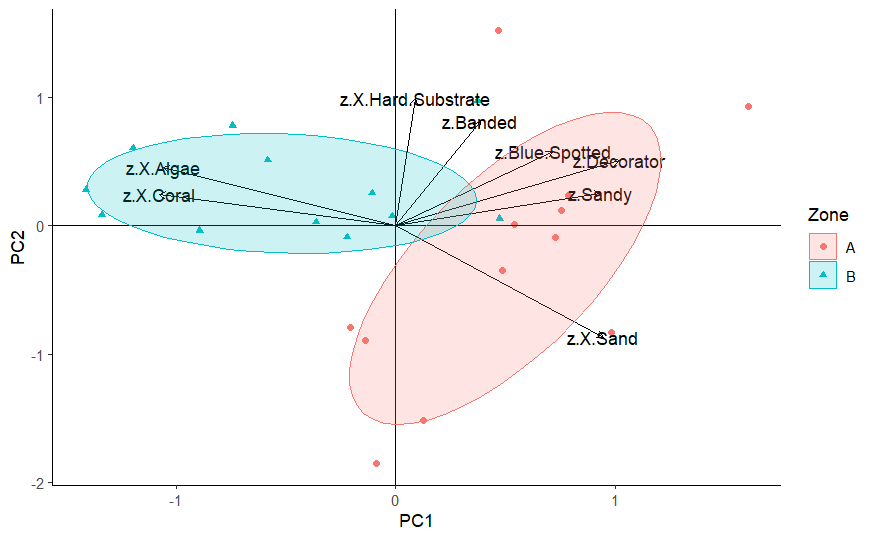 1
0
-1
-2
-1
0
1
PC2
PC1
z.X.Hard.Substrate
z.Banded
z.Blue.Spotted
z.Decorator
z.X.Algae
z.X.Coral
z.Sandy
z.X.Sand
Zone
A
B